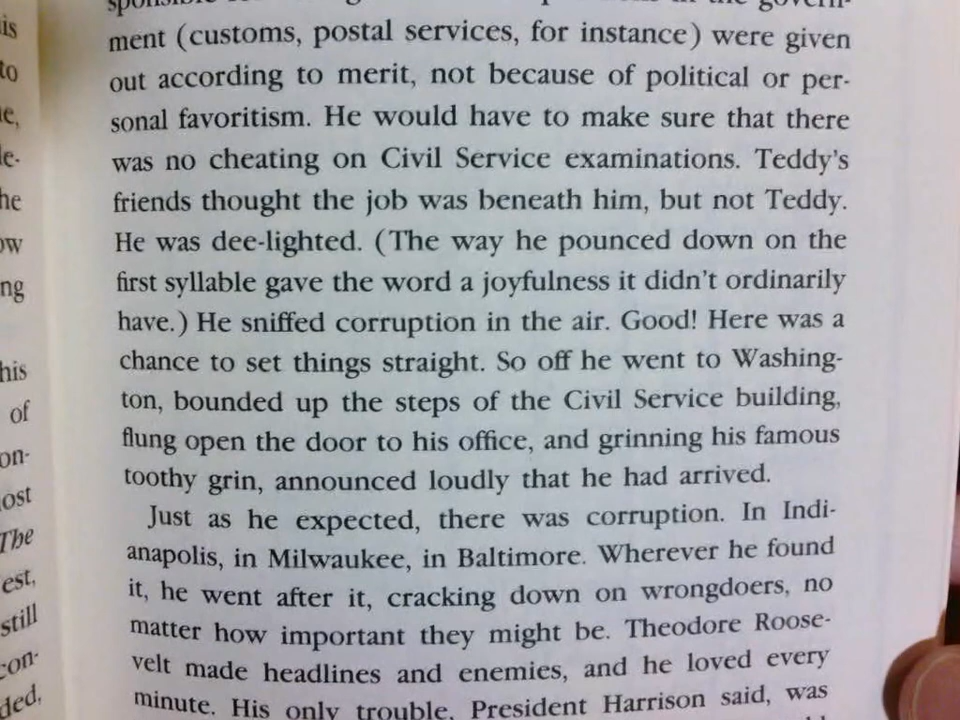 is
to
ment (customs, postal services, for instance) were given
out according to merit, not because of political or per-
sonal favoritism. He would have to make sure that there
was no cheating on Civil Service examinations. Teddy's
friends thought the job was beneath him, but not Teddy.
He was dee-lighted. (The way he pounced down on the
first syllable gave the word a joyfulness it didn't ordinarily
have.) He sniffed corruption in the air. Good! Here was a
chance to set things straight. So off he went to Washing-
ton, bounded up the steps of the Civil Service building,
flung open the door to his office, and grinning his famous
toothy grin, announced loudly that he had arrived.
Just as he expected, there was corruption. In Indi-
anapolis, in Milwaukee, in Baltimore. Wherever he found
it, he went after it, cracking down on wrongdoers, no
matter how important they might be. Theodore Roose-
velt made headlines and enemies, and he loved every
minute. His only trouble, President Harrison said, was